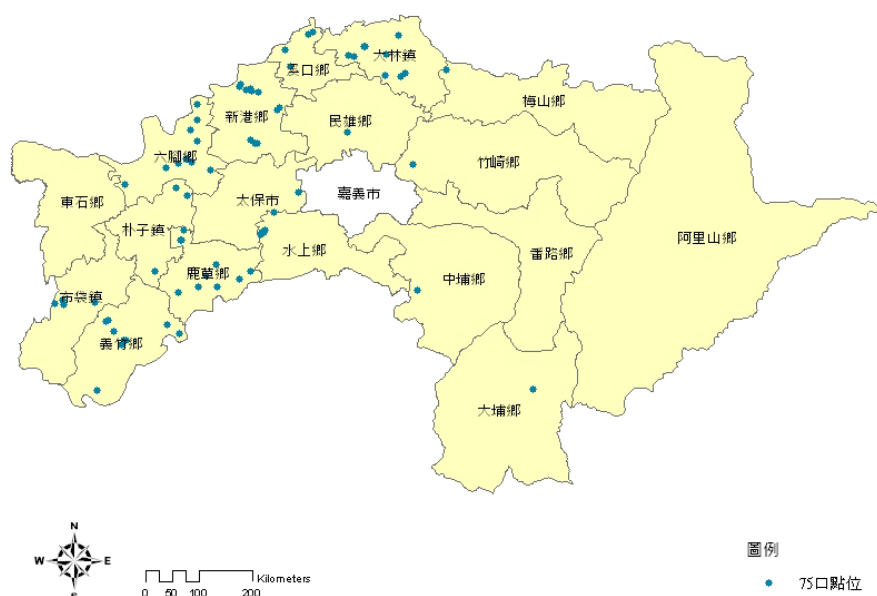 大林鎮
溪口鄉
梅山鄉
新港鄉
民雄鄉
竹崎鄉
六腳鄉
東石鄉
太保市
嘉義市
朴子鎮
水上鄉
番路鄉
阿里山鄉
鹿草鄉
中埔鄉
布袋鎮
義竹鄉
大埔鄉
N
W E
S
Kilometers
0 50 100 200
圖例
75口點位